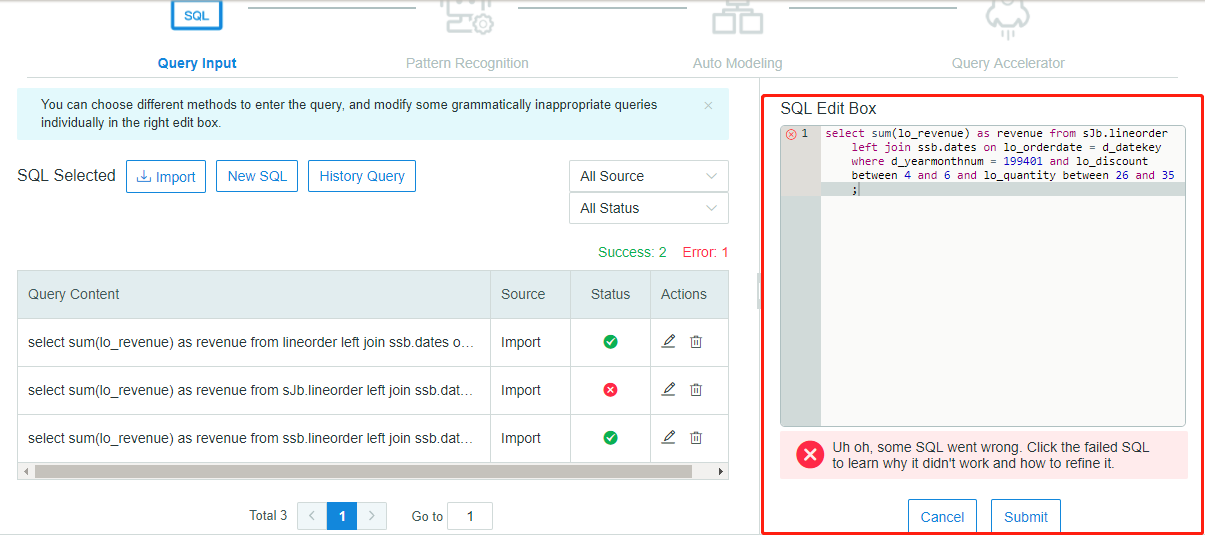 SQL
Query Input
Pattern Recognition
Auto Modeling
Query Accelerator
You can choose different methods to enter the query, and modify some grammatically inappropriate queries
individually in the right edit box.
SQL Selected
Import
New SQL
History Query
All Source
All Status
Success: 2 Error: 1
Query Content Source Status Actions
select sum(lo_revenue) as revenue from lineorder left join ssb.dates o... Import
select sum(lo_revenue) as revenue from sJb.lineorder left join ssb.dat... Import
select sum(lo_revenue) as revenue from ssb.lineorder left join ssb.dat... Import
Total 3 < 1 > Go to 1
SQL Edit Box
1 select sum(lo_revenue) as revenue from sJb.lineorder
left join ssb.dates on lo_orderdate = d_datekey
where d_yearmonthnum = 199401 and lo_discount
between 4 and 6 and lo_quantity between 26 and 35
;
Uh oh, some SQL went wrong. Click the failed SQL
to learn why it didn't work and how to refine it.
Cancel
Submit